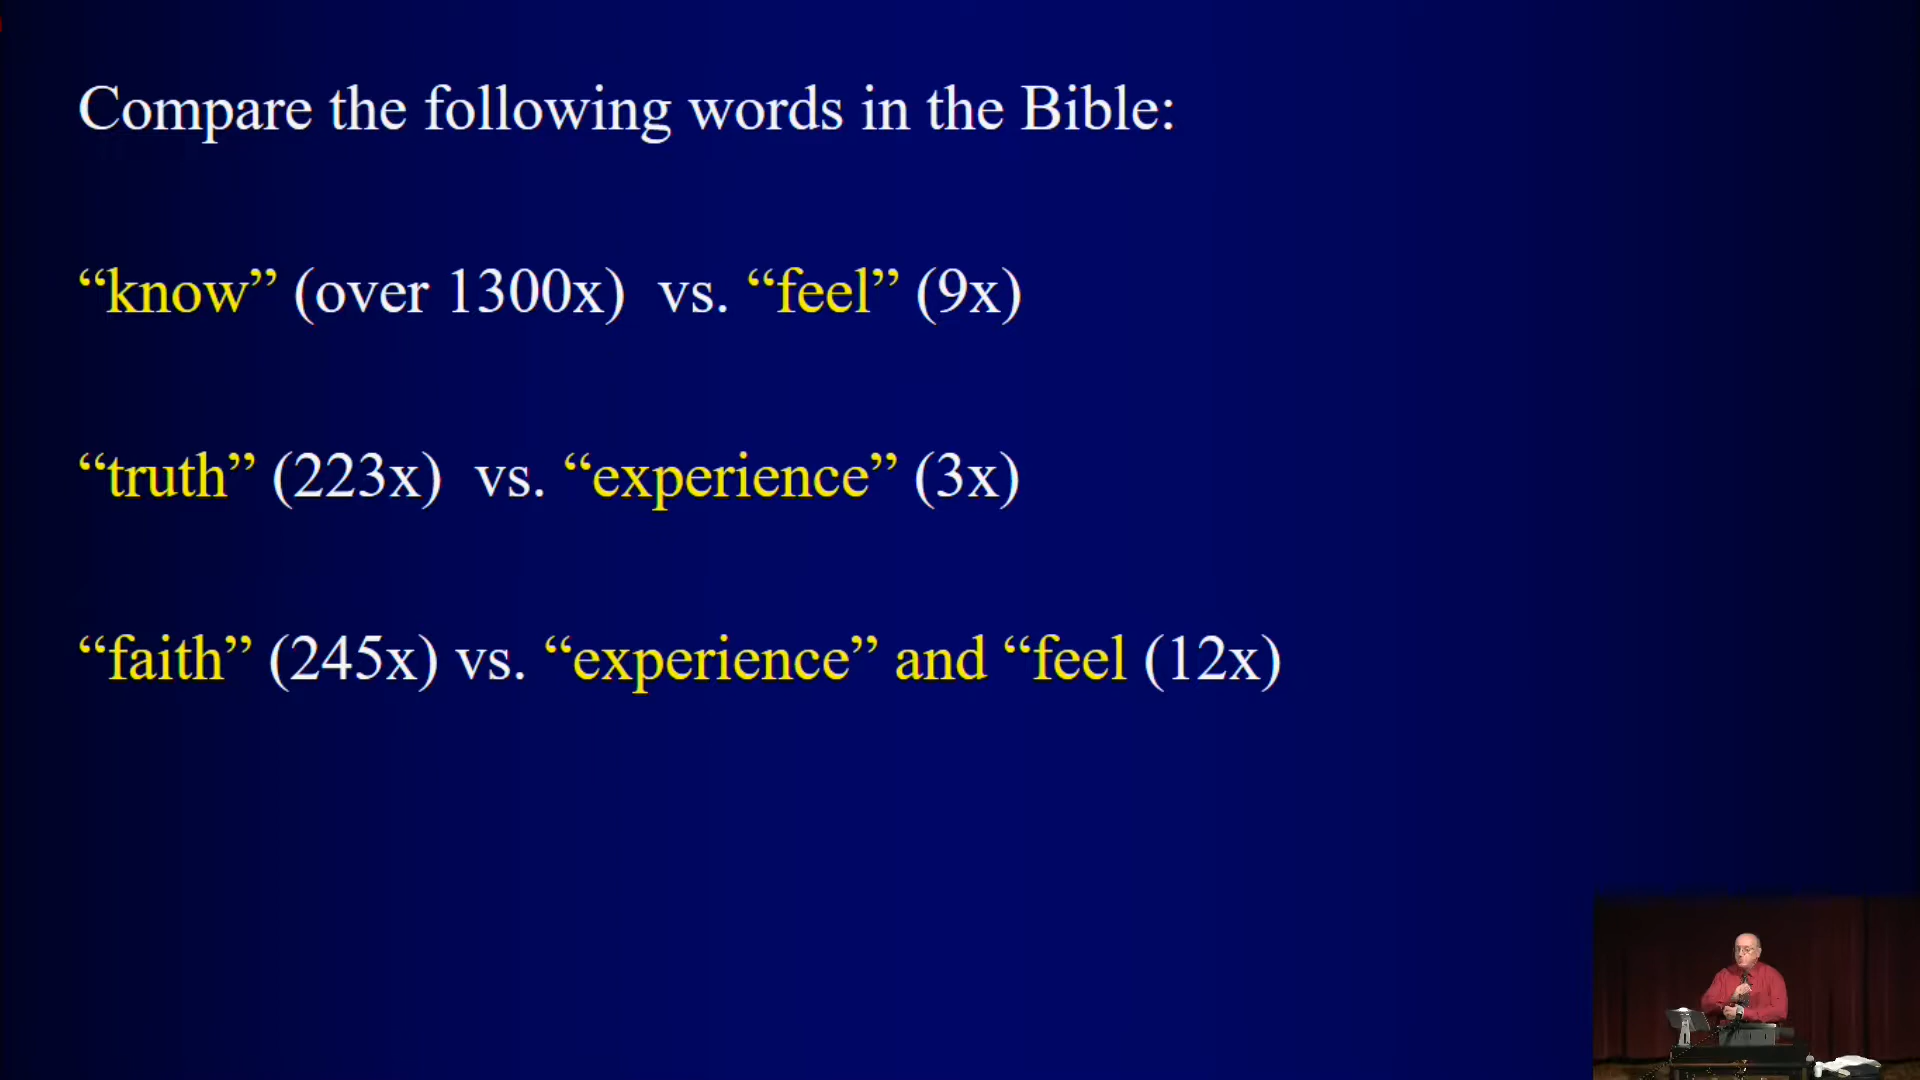 Compare the following words in the Bible:
“know” (over 1300x) vs. “feel” (9x)
“truth” (223x) vs. “experience” (3x)
“faith” (245x) vs. “experience” and “feel (12x)